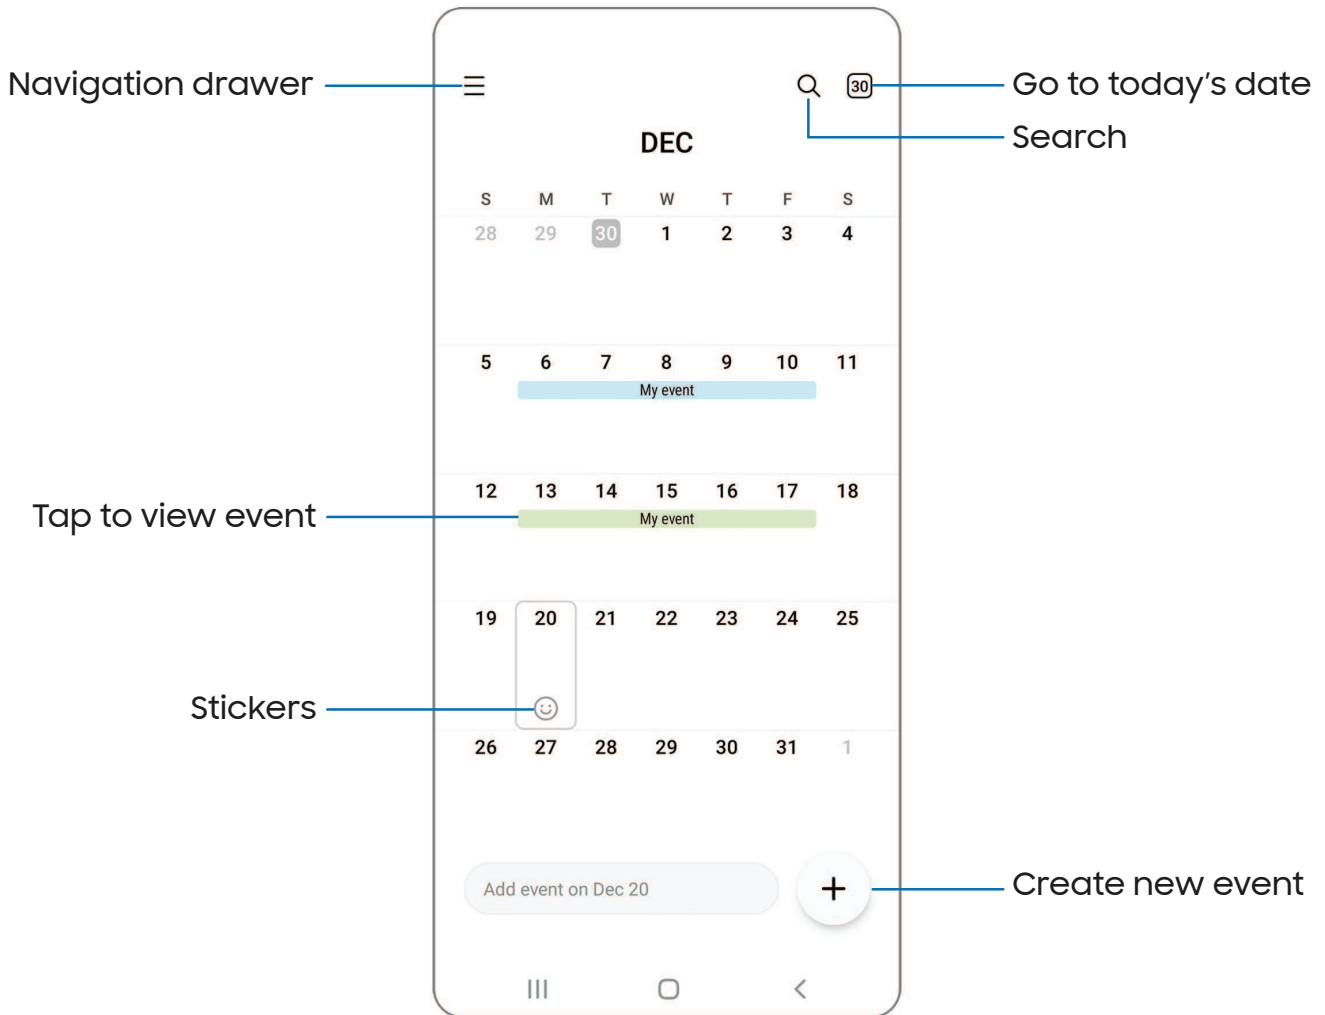 Navigation drawer
30
Go to today's date
Search
DEC
S M T W T F S
28 29 30 1 2 3 4
5 6 7 8 9 10 11
My event
12 13 14 15 16 17 18
Tap to view event
My event
19 20 21 22 23 24 25
Stickers
26 27 28 29 30 31 1
Add event on Dec 20
Create new event